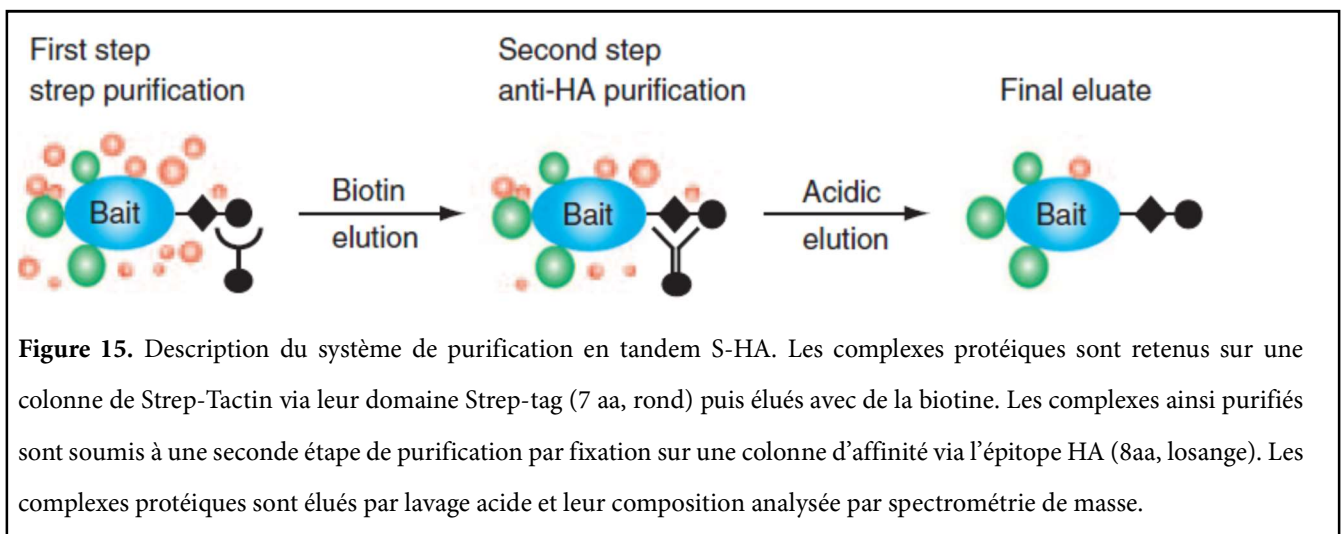 First step
strep purification
Second step
anti-HA purification
Final eluate
Bait
Biotin
elution
Bait
Acidic
elution
Bait
Figure 15. Description du système de purification en tandem S-HA. Les complexes protéiques sont retenus sur une
colonne de Strep-Tactin via leur domaine Strep-tag (7 aa, rond) puis élués avec de la biotine. Les complexes ainsi purifiés
sont soumis à une seconde étape de purification par fixation sur une colonne d’affinité via l’épitope HA (8aa, losange). Les
complexes protéiques sont élués par lavage acide et leur composition analysée par spectrométrie de masse.